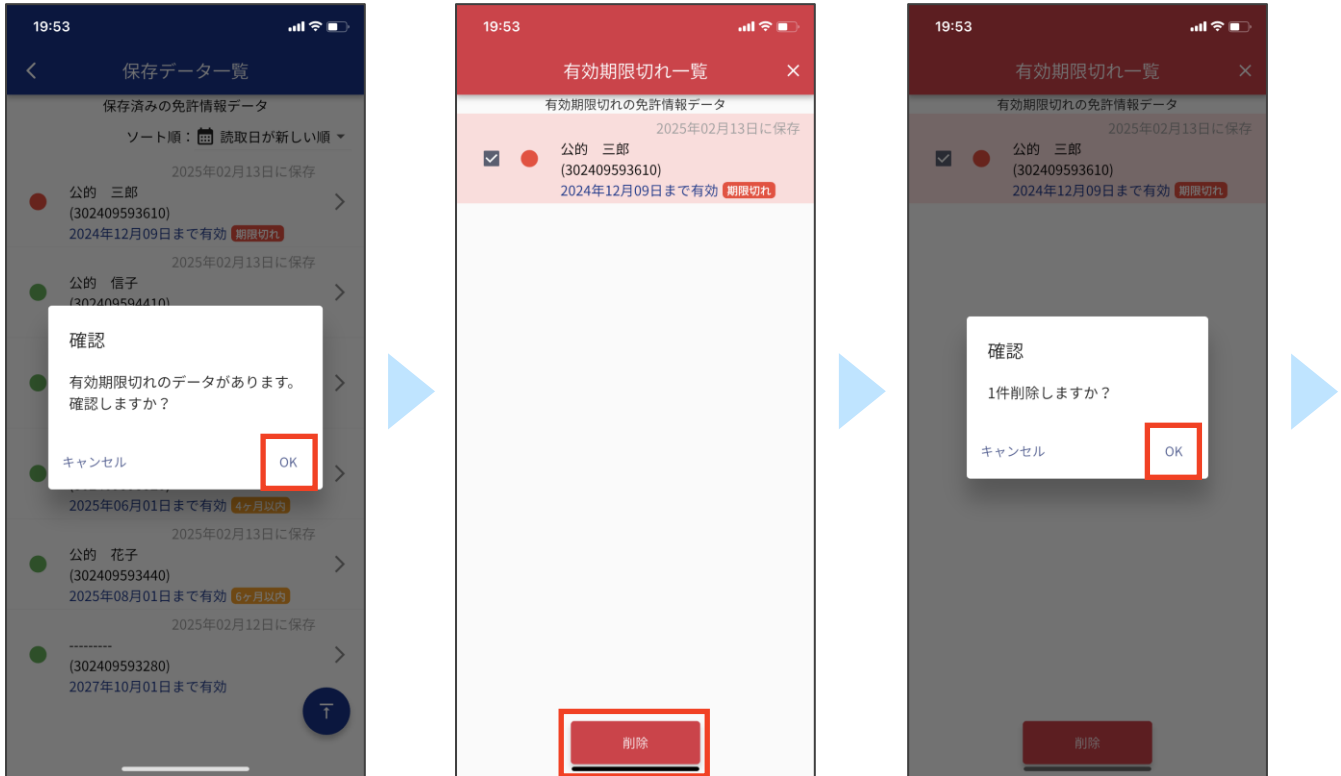 19:53
保存データ一覧
保存済みの免許情報データ
ソート順： 読取日が新しい順
2025年02月13日に保存
公的　三郎
(302409593610)
2024年12月09日まで有効 期限切れ
2025年02月13日に保存
公的　信子
(302409594410)
確認
有効期限切れのデータがあります。
確認しますか？
キャンセル OK
2025年06月01日まで有効 4ヶ月以内
2025年02月13日に保存
公的　花子
(302409593440)
2025年08月01日まで有効 6ヶ月以内
2025年02月12日に保存
---------
(302409593280)
2027年10月01日まで有効
19:53
有効期限切れ一覧
有効期限切れの免許情報データ
2025年02月13日に保存
公的　三郎
(302409593610)
2024年12月09日まで有効 期限切れ
削除
19:53
有効期限切れ一覧
有効期限切れの免許情報データ
2025年02月13日に保存
公的　三郎
(302409593610)
2024年12月09日まで有効 期限切れ
確認
1件削除しますか？
キャンセル OK
削除